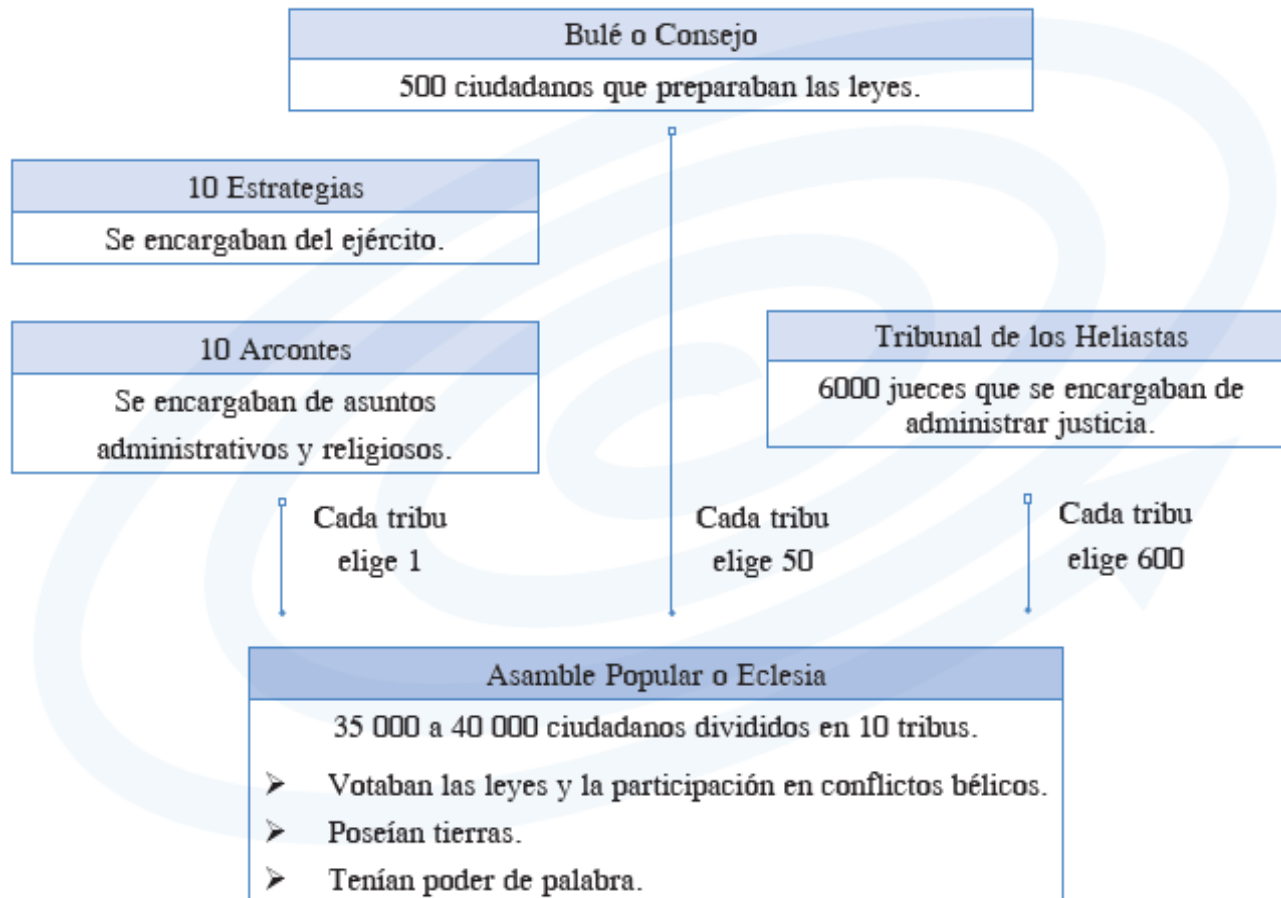 Bulé o Consejo
500 ciudadanos que preparaban las leyes.
10 Estrategias
Se encargaban del ejército.
10 Arcontes
Se encargaban de asuntos
administrativos y religiosos.
Tribunal de los Heliastas
6000 jueces que se encargaban de
administrar justicia.
Cada tribu
elige 1
Cada tribu
elige 50
Cada tribu
elige 600
Asamble Popular o Eclesia
35 000 a 40 000 ciudadanos divididos en 10 tribus.
➤ Votaban las leyes y la participación en conflictos bélicos.
➤ Poseían tierras.
➤ Tenían poder de palabra.